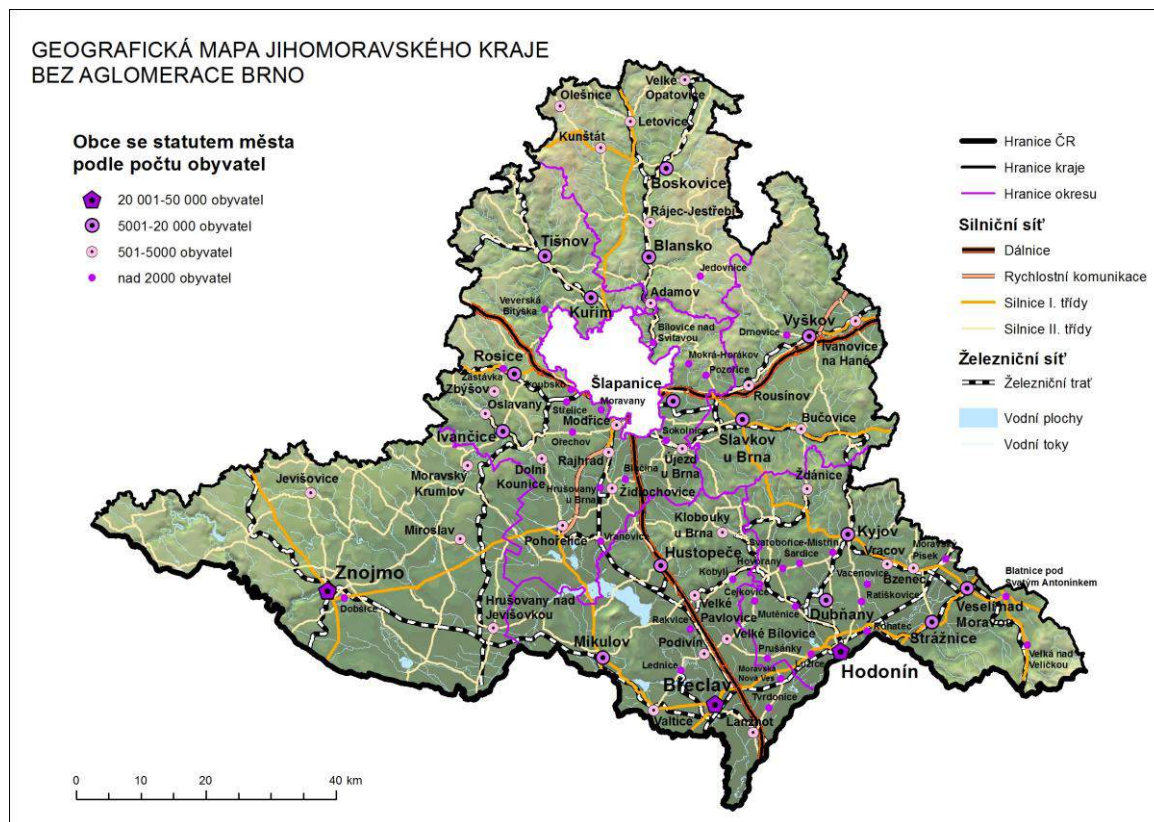 GEOGRAFICKÁ MAPA JIHOMORAVSKÉHO KRAJE
BEZ AGLOMERACE BRNO
Obce se statutem města
podle počtu obyvatel
20 001-50 000 obyvatel
5001-20 000 obyvatel
501-5000 obyvatel
nad 2000 obyvatel
Hranice ČR
Hranice kraje
Hranice okresu
Silniční síť
Dálnice
Rychlostní komunikace
Silnice I. třídy
Silnice II. třídy
Železniční síť
Železniční trať
Vodní plochy
Vodní toky
Velké
Opatovice
Olešnice
Letovice
Kunštát
Boskovice
Rájec-Jestřebí
Tišnov
Blansko
Jedovnice
Adamov
Veverská
Bítýška
Kuřim
Bílovice nad
Svitavou
Drnovice
Vyškov
Ivanovice
na Hané
Mokrá-Horákov
Pozořice
Rosice
Zastávka
Zbýšov
Šlapanice
Rousínov
Oslavany
Moravany
Střelice
Modřice
Bučovice
Ivančice
Ořechov
Sokolnice
Slavkov
u Brna
Rajhrad
Újezd
u Brna
Moravský
Krumlov
Dolní
Kounice
Blučina
Ždánice
Jevišovice
Hrušovany
u Brna
Židlochovice
Miroslav
Klobouky
u Brna
Kyjov
Pohořelice
Vranovice
Svatobořice-Mistřín
Šardice
Hovorany
Vracov
Moravský
Písek
Hustopeče
Bzenec
Blatnice pod
Svatým Antonínkem
Znojmo
Kobylí
Čejkovice
Vacenovice
Ratíškovice
Dobšice
Hrušovany nad
Jevišovkou
Velké
Pavlovice
Mutěnice
Dubňany
Veselí nad
Moravou
Rakvice
Rohatec
Strážnice
Mikulov
Podivín
Velké Bílovice
Prušánky
Lužice
Velká nad
Veličkou
Lednice
Moravská
Nová Ves
Hodonín
Břeclav
Tvrdonice
Valtice
Lanžhot
0 10 20 40 km